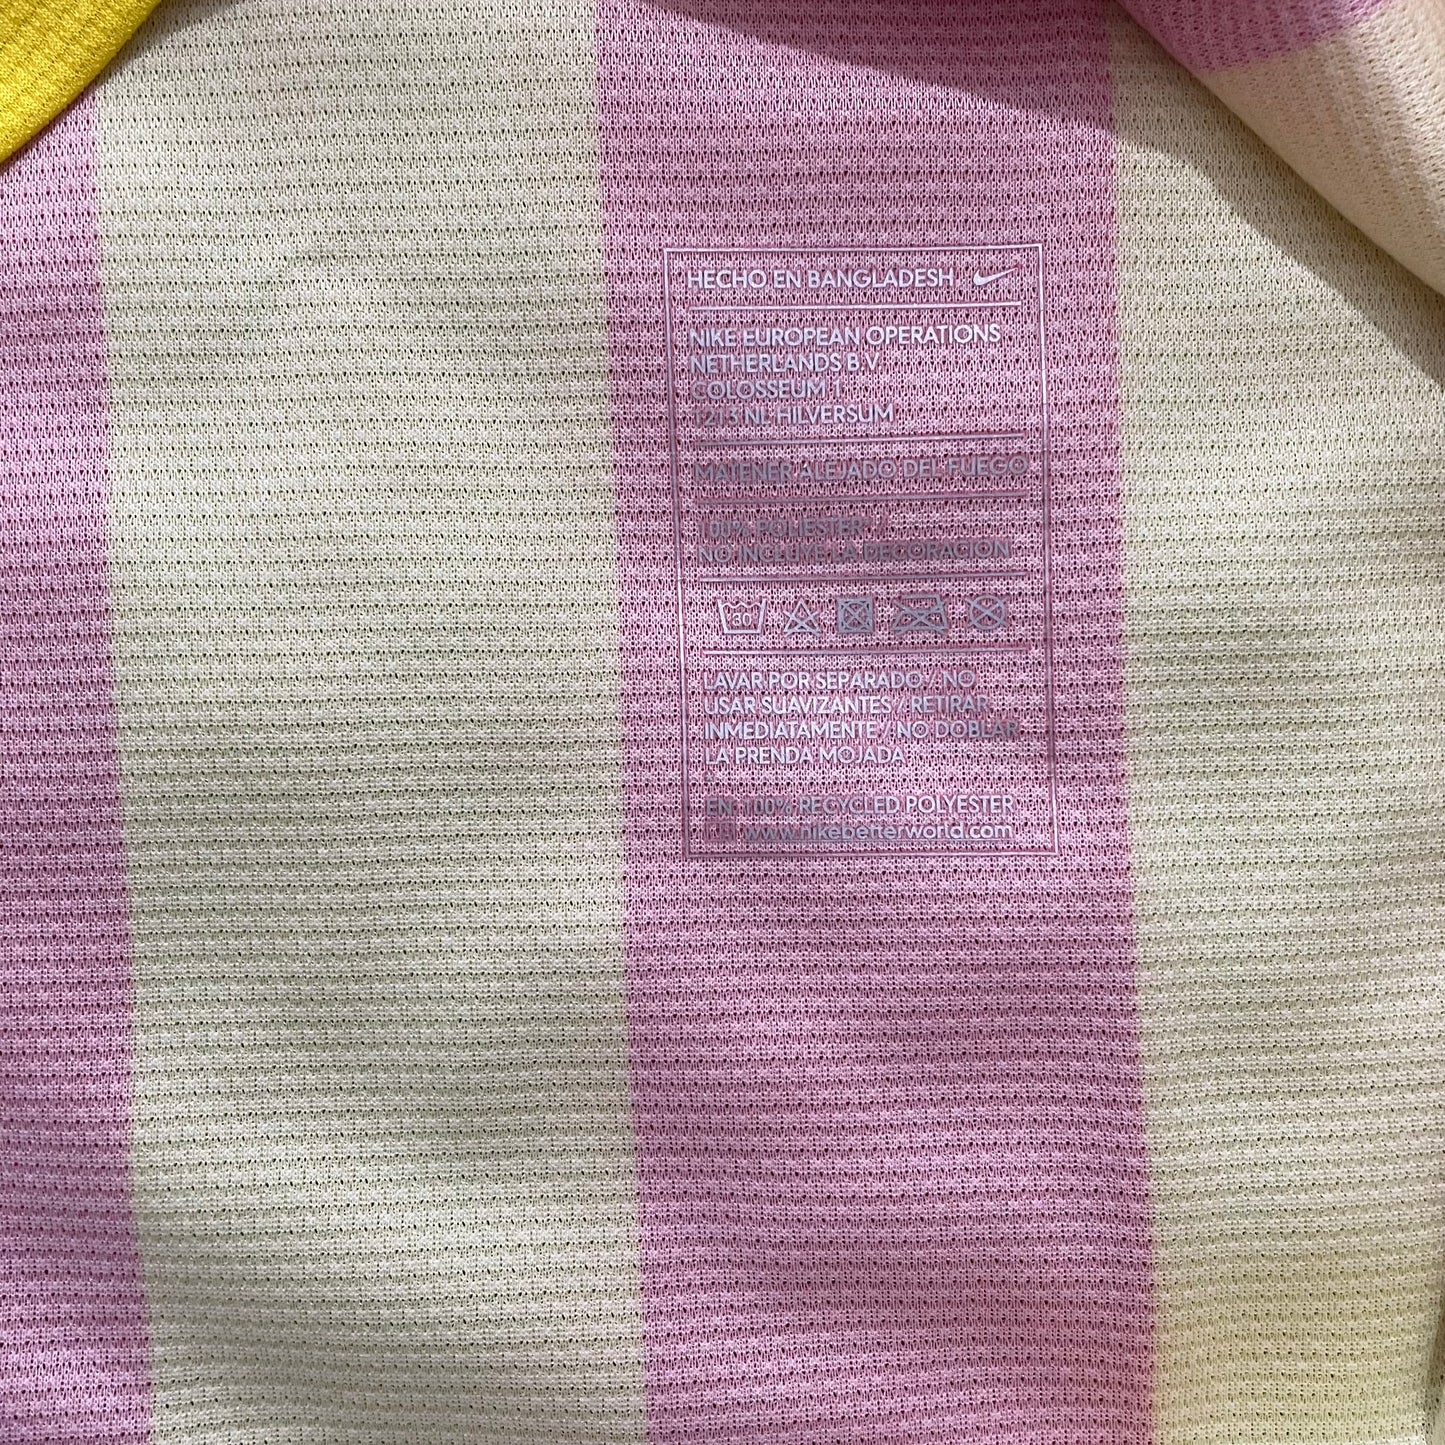 HECHO EN BANGLADESH
NIKE EUROPEAN OPERATIONS
NETHERLANDS B.V.
COLOSSEUM 1
1213 NL HILVERSUM
MATENER ALEJADO DEL FUEGO
100% POLIESTER* /
NO INCLUYE LA DECORACION
30
LAVAR POR SEPARADO / NO
USAR SUAVIZANTES / RETIRAR
INMEDIATAMENTE / NO DOBLAR
LA PRENDA MOJADA
EN 100% RECYCLED POLYESTER
www.nikebetterworld.com